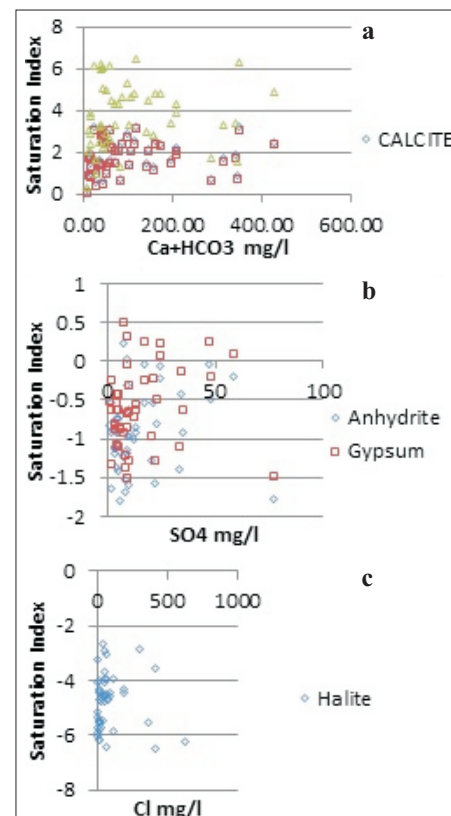 a
8
6
4
2
0
Saturation Index
0.00 200.00 400.00 600.00
Ca+HCO3 mg/l
CALCITE
b
1
0.5
0
-0.5
-1
-1.5
-2
Saturation Index
0 50 100
SO4 mg/l
Anhydrite
Gypsum
c
0
-2
-4
-6
-8
Saturation Index
0 500 1000
Cl mg/l
Halite